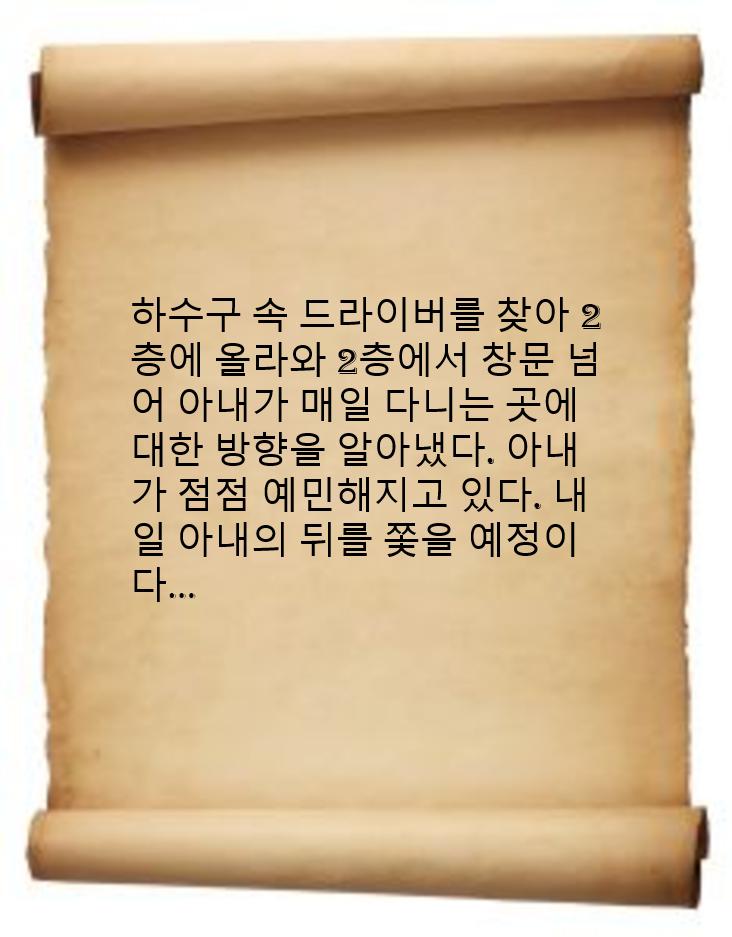 하수구 속 드라이버를 찾아 2
층에 올라와 2층에서 창문 넘
어 아내가 매일 다니는 곳에
대한 방향을 알아냈다. 아내
가 점점 예민해지고 있다. 내
일 아내의 뒤를 쫓을 예정이
다...